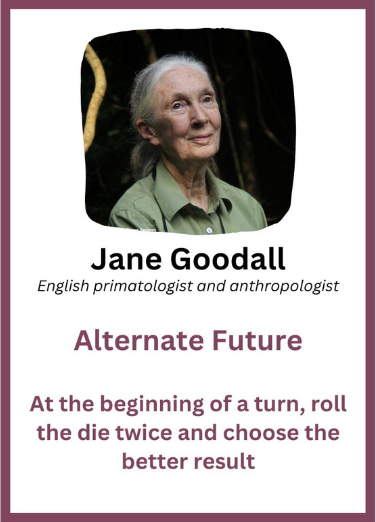 Jane Goodall
English primatologist and anthropologist
Alternate Future
At the beginning of a turn, roll
the die twice and choose the
better result